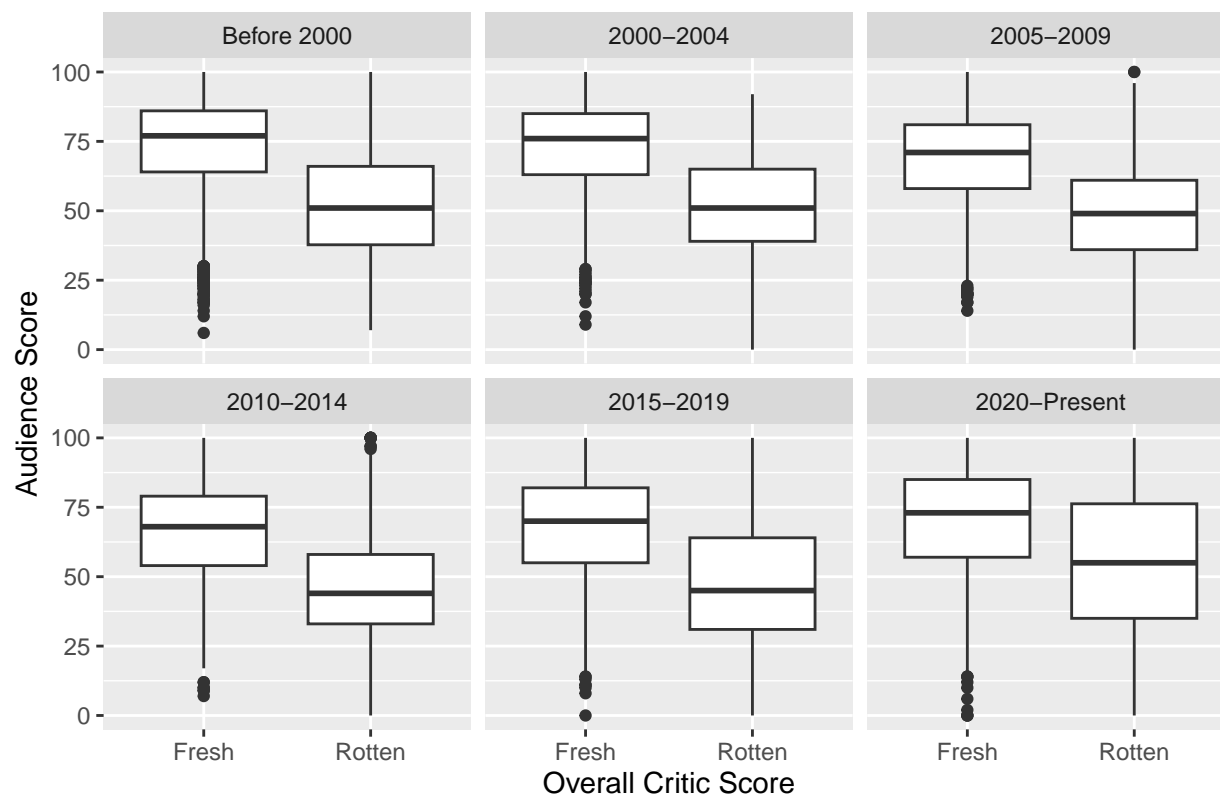 Before 2000
2000−2004
2005−2009
100
75
50
25
0
2010−2014
2015−2019
2020−Present
100
75
50
25
0
Fresh
Rotten
Fresh
Rotten
Fresh
Rotten
Overall Critic Score
Audience Score